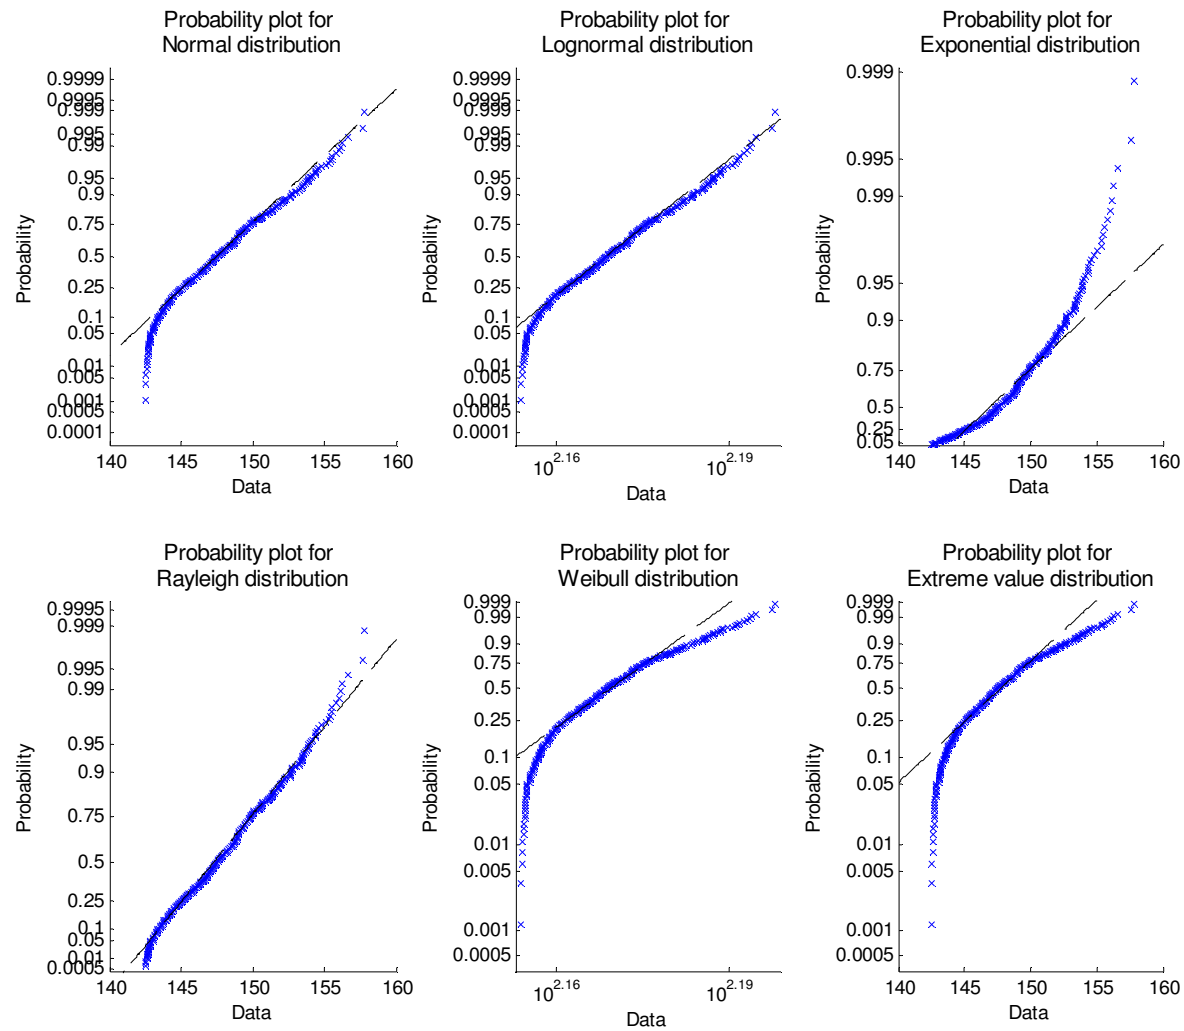 Probability plot for
Normal distribution
0.9999
0.9995
0.999
0.995
0.99
0.95
0.9
0.75
0.5
0.25
0.1
0.05
0.01
0.005
0.001
0.0005
0.0001
Probability
140 145 150 155 160
Data
Probability plot for
Lognormal distribution
0.9999
0.9995
0.999
0.995
0.99
0.95
0.9
0.75
0.5
0.25
0.1
0.05
0.01
0.005
0.001
0.0005
0.0001
Probability
10^2.16 10^2.19
Data
Probability plot for
Exponential distribution
0.999
0.995
0.99
0.95
0.9
0.75
0.5
0.25
0.05
Probability
140 145 150 155 160
Data
Probability plot for
Rayleigh distribution
0.9995
0.999
0.995
0.99
0.95
0.9
0.75
0.5
0.25
0.1
0.05
0.01
0.0005
Probability
140 145 150 155 160
Data
Probability plot for
Weibull distribution
0.999
0.99
0.9
0.75
0.5
0.25
0.1
0.05
0.01
0.005
0.001
0.0005
Probability
10^2.16 10^2.19
Data
Probability plot for
Extreme value distribution
0.999
0.99
0.9
0.75
0.5
0.25
0.1
0.05
0.01
0.005
0.001
0.0005
Probability
140 145 150 155 160
Data